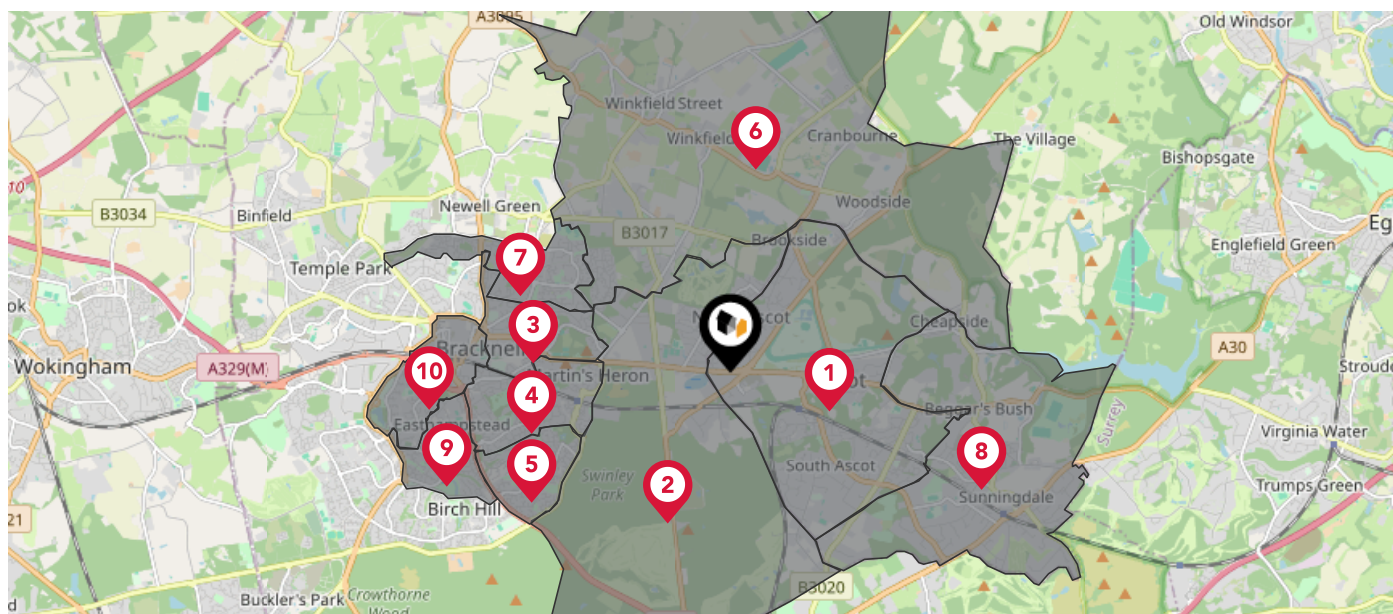 A3095
Old Windsor
Winkfield Street
6
Winkfield
Cranbourne
The Village
Bishopsgate
10
B3034
Binfield
Newell Green
Woodside
B3017
Brookside
Englefield Green
Eg
7
Temple Park
ok
3
Cheapside
Bracknell
A30
Wokingham
A329(M)
10
Martin's Heron
1
Stroude
4
Beggar's Bush
Easthampstead
Surrey
Virginia Water
9
5
8
South Ascot
Swinley
Park
2
Trumps Green
Sunningdale
Birch Hill
21
B3020
Buckler's Park
Crowthorne
Wood
d